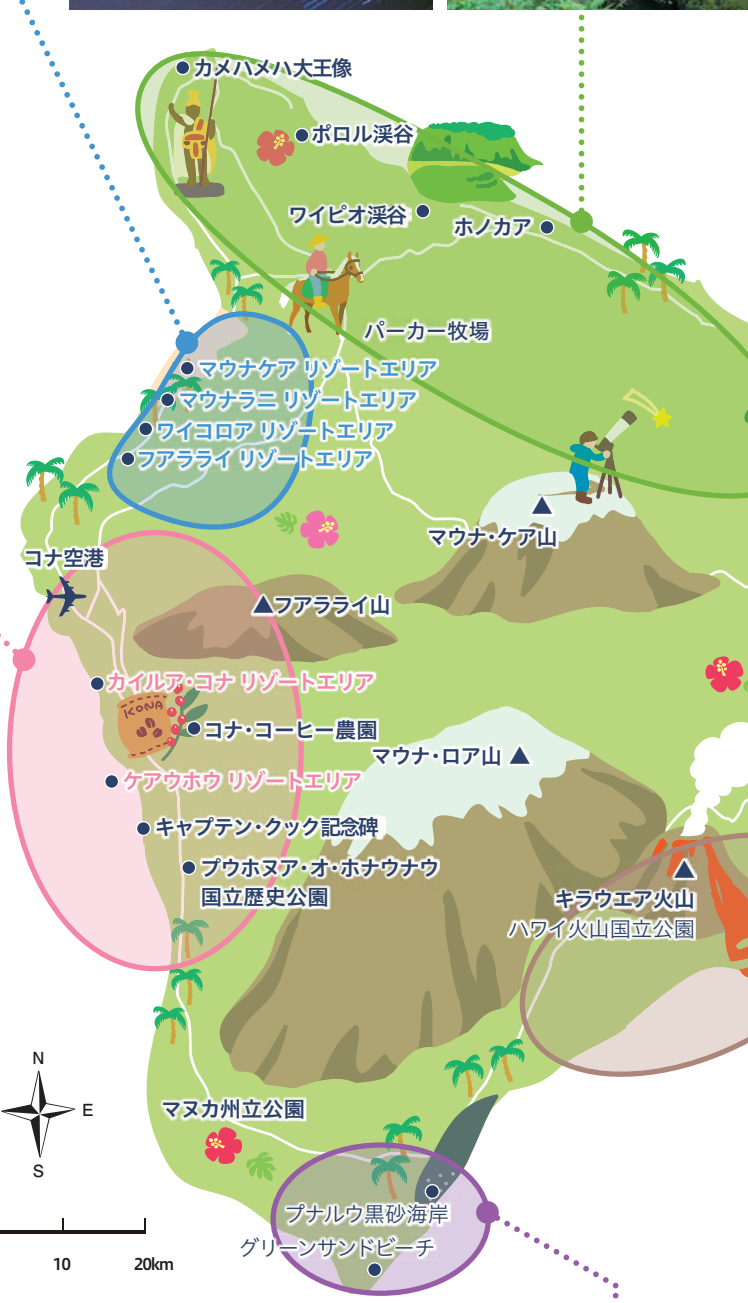 カメハメハ大王像
ポロル渓谷
ワイピオ渓谷
ホノカア
パーカー牧場
マウナケア リゾートエリア
マウナラニ リゾートエリア
ワイコロア リゾートエリア
フアラライ リゾートエリア
マウナ・ケア山
コナ空港
フアラライ山
カイルア・コナ リゾートエリア
KONA
コナ・コーヒー農園
マウナ・ロア山
ケアウホウ リゾートエリア
キャプテン・クック記念碑
プウホヌア・オ・ホナウナウ
国立歴史公園
キラウエア火山
ハワイ火山国立公園
N
E
S
マヌカ州立公園
プナルウ黒砂海岸
グリーンサンドビーチ
10
20km